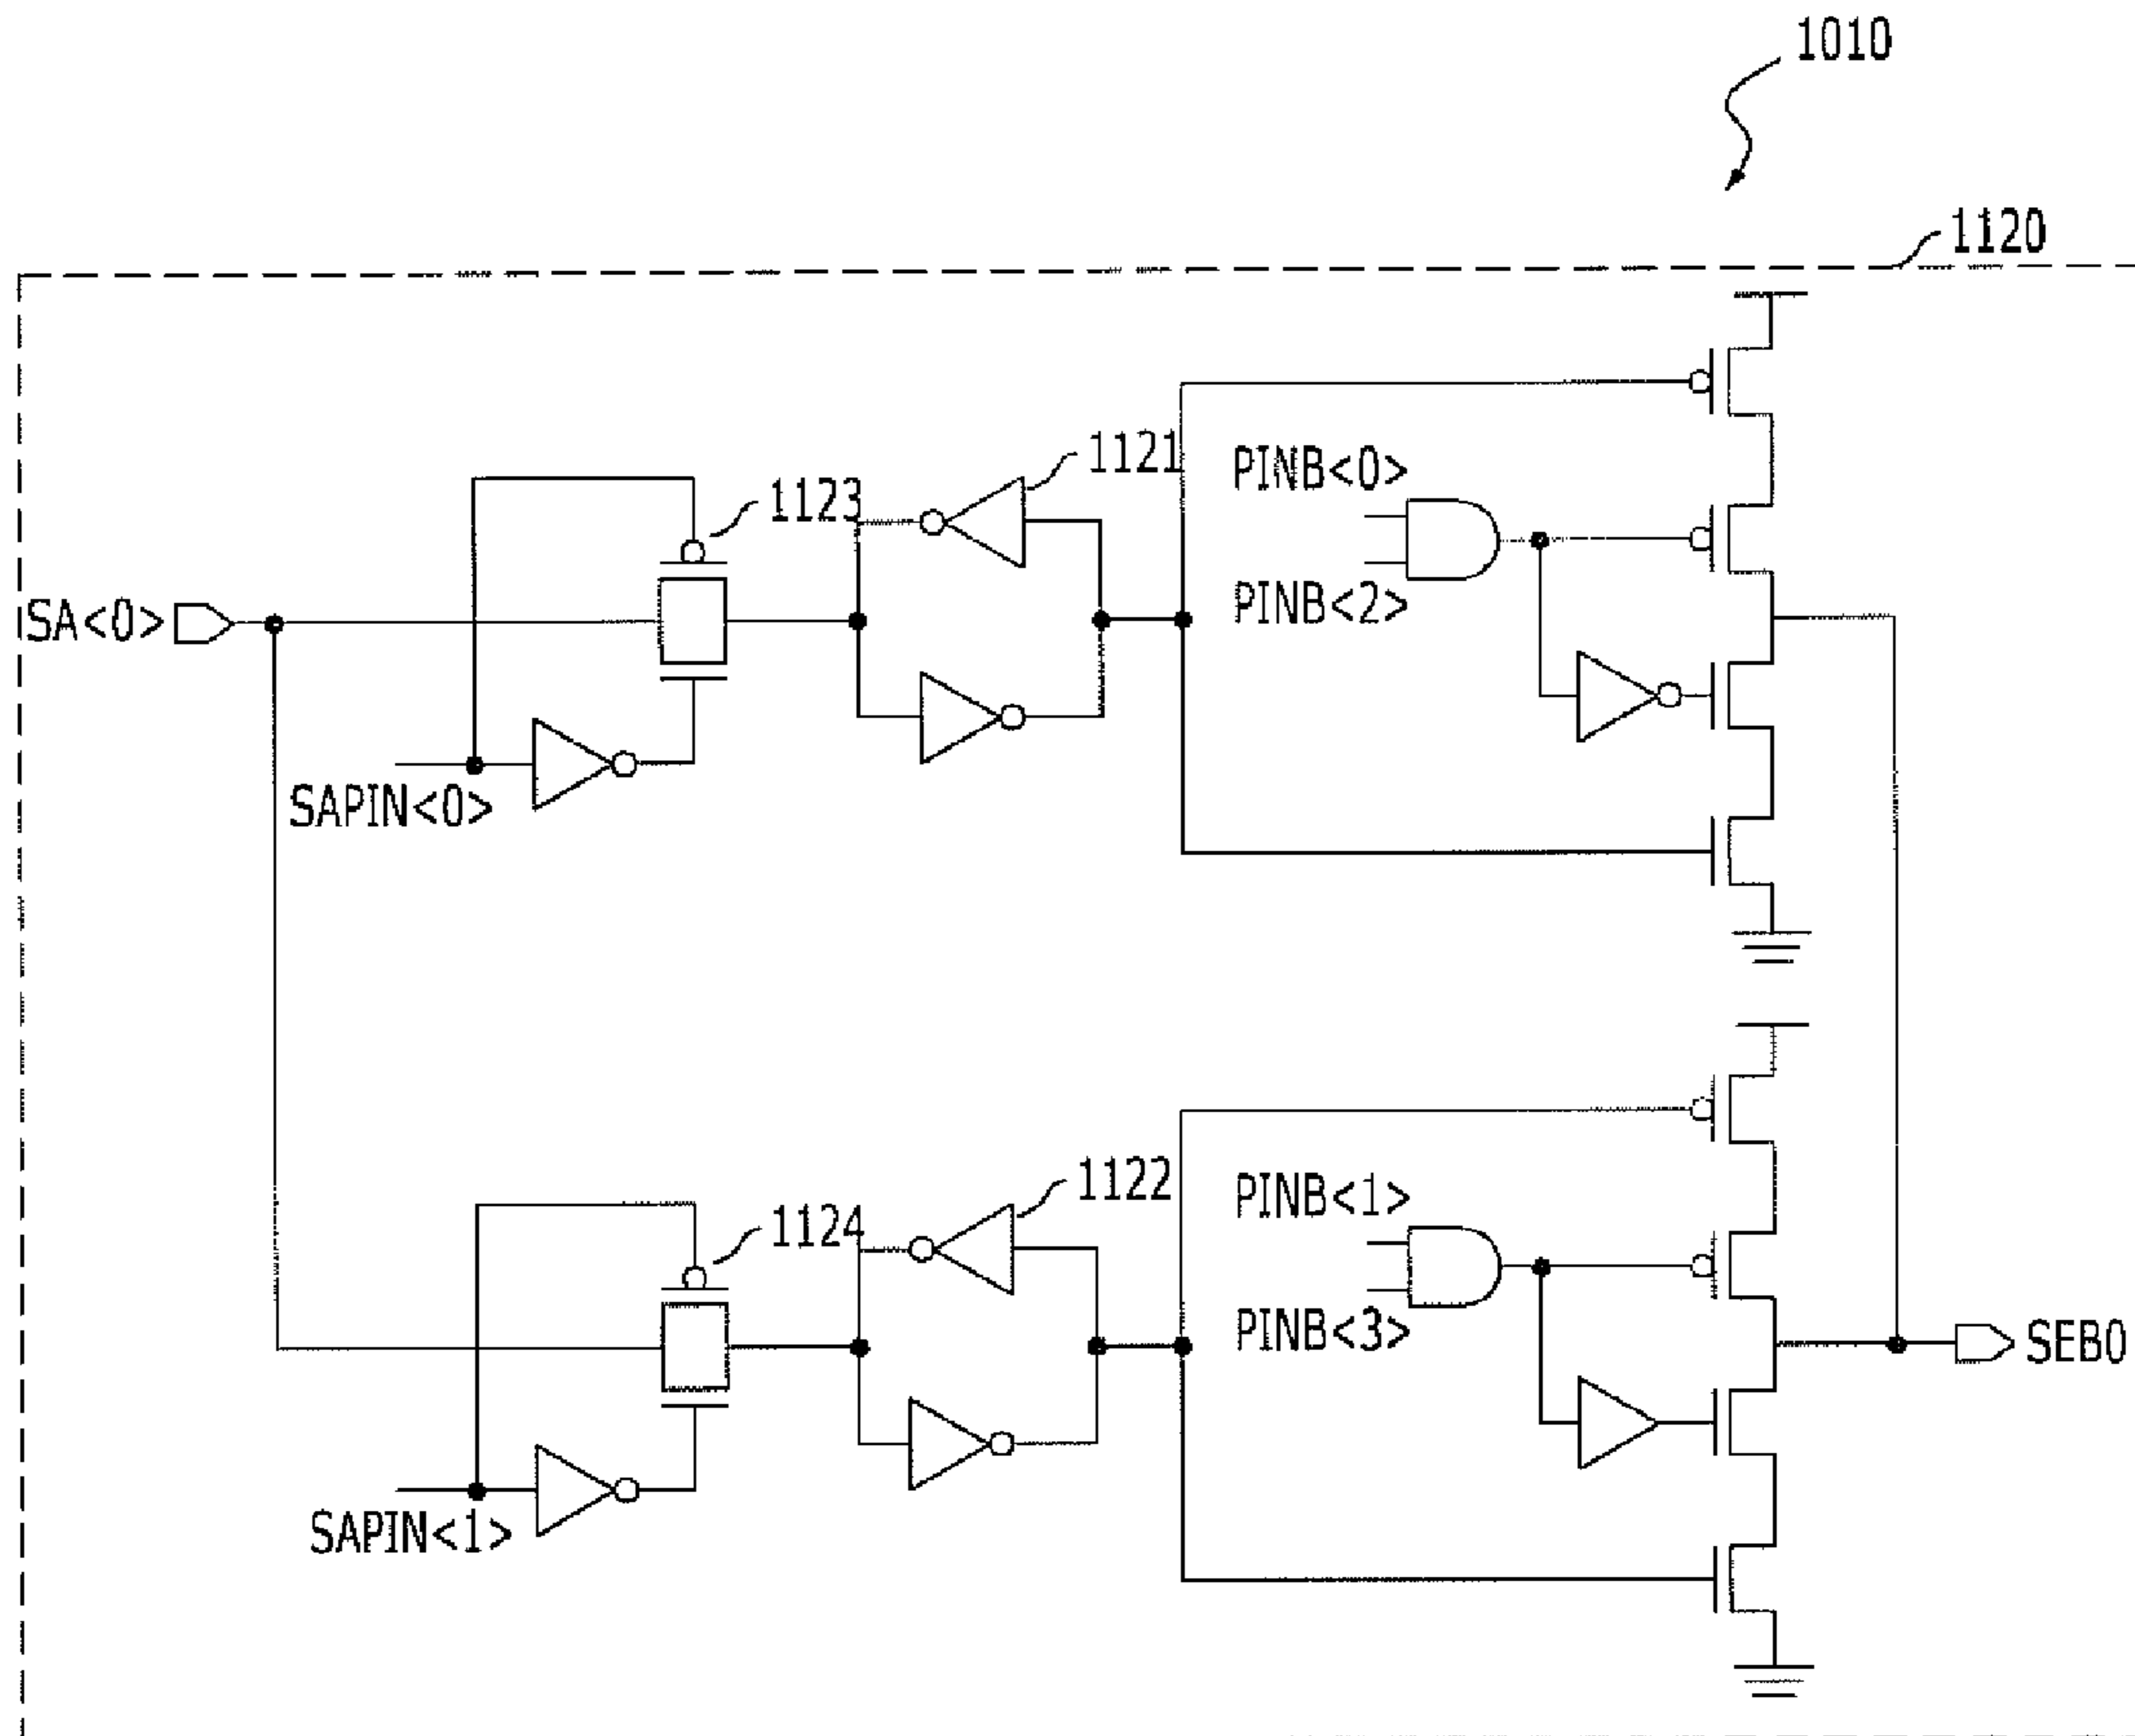 1010
1120
1121
PINB<0>
1123
PINB<2>
SA<0>
SAPIN<0>
1122
PINB<1>
1124
PINB<3>
SEB0
SAPIN<1>